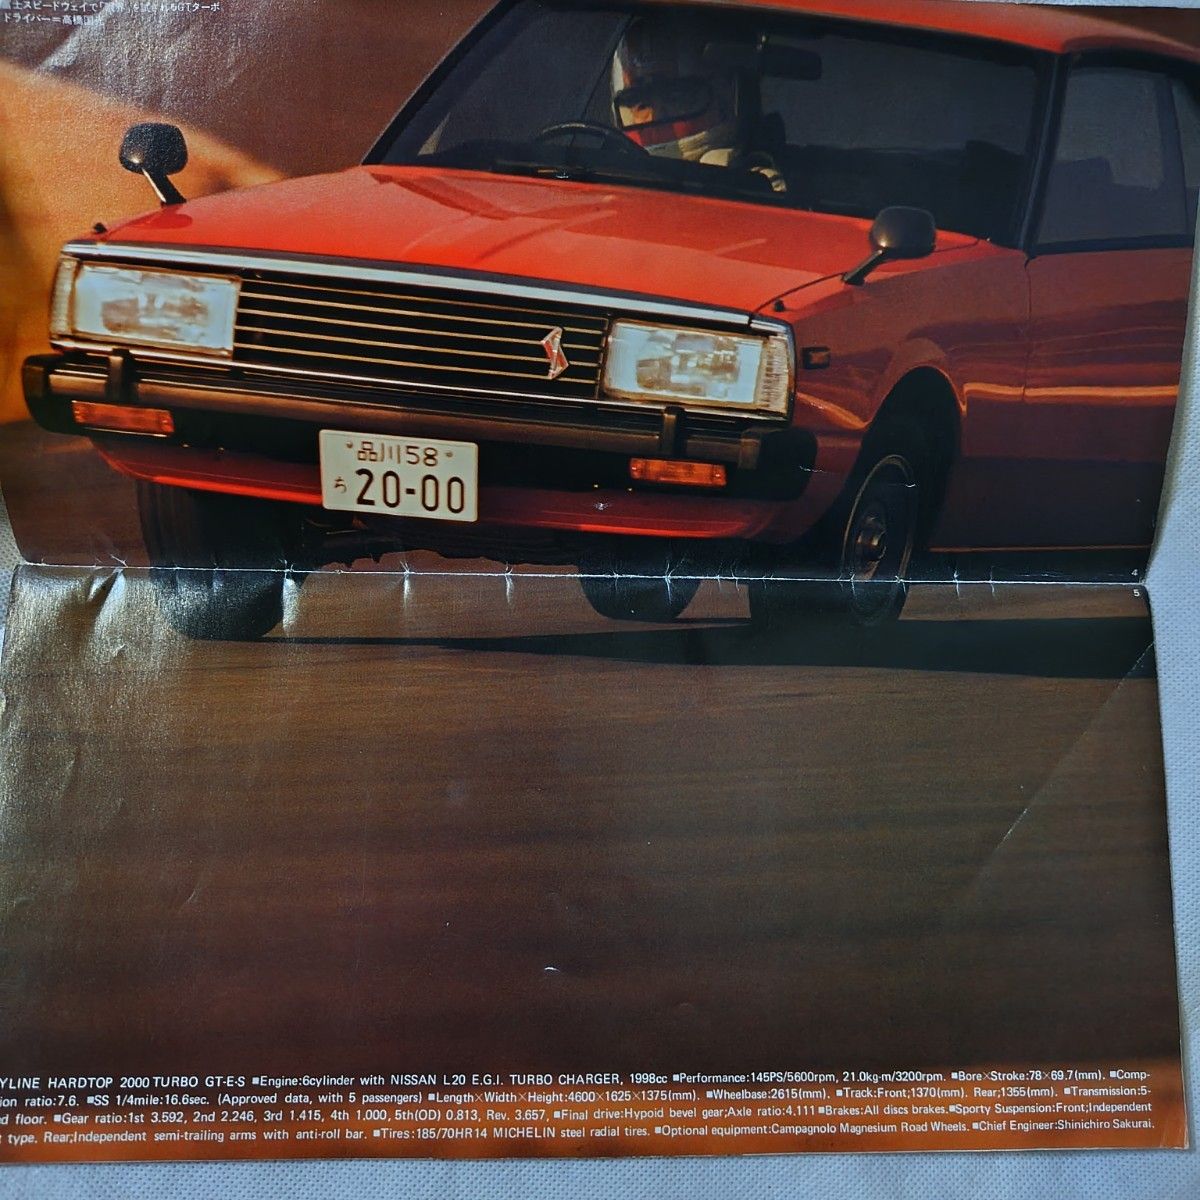 富士スピードウェイで「限界」を試されるGTターボ
ドライバー=高橋国
品川58
ち 20-00
4
5
YLINE HARDTOP 2000 TURBO GT-E·S ■Engine:6cylinder with NISSAN L20 E.G.I. TURBO CHARGER, 1998cc ■Performance:145PS/5600rpm, 21.0kg-m/3200rpm. ■Bore×Stroke:78×69.7(mm). ■Comp-
ion ratio:7.6. ■SS 1/4mile:16.6sec. (Approved data, with 5 passengers) ■Length×Width×Height:4600×1625×1375(mm). ■Wheelbase:2615(mm). ■Track:Front;1370(mm). Rear;1355(mm). ■Transmission:5-
d floor. ■Gear ratio:1st 3.592, 2nd 2.246, 3rd 1.415, 4th 1.000, 5th(OD) 0.813, Rev. 3.657, ■Final drive:Hypoid bevel gear;Axle ratio:4.111 ■Brakes:All discs brakes. ■Sporty Suspension:Front;Independent
t type. Rear;Independent semi-trailing arms with anti-roll bar. ■Tires:185/70HR14 MICHELIN steel radial tires. ■Optional equipment:Campagnolo Magnesium Road Wheels. ■Chief Engineer:Shinichiro Sakurai.